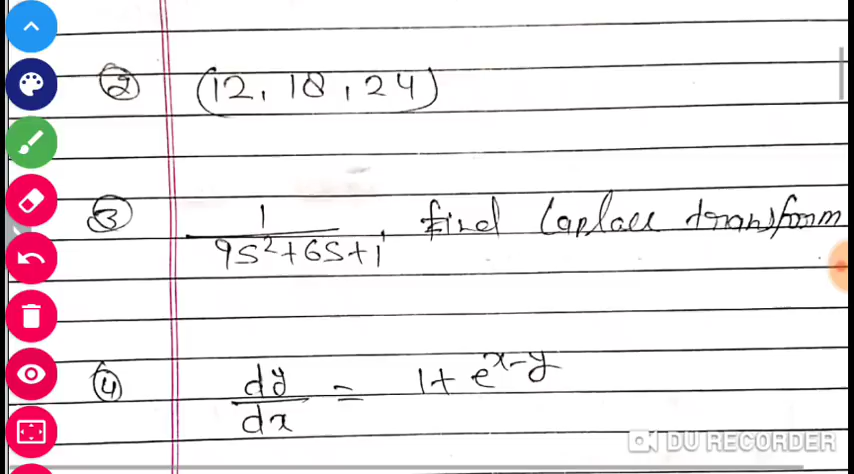 ② (12, 18, 24)
③ 1/(9s²+6s+1), find Laplace transform
④ dy/dx = 1+e^(x-y)
DU RECORDER